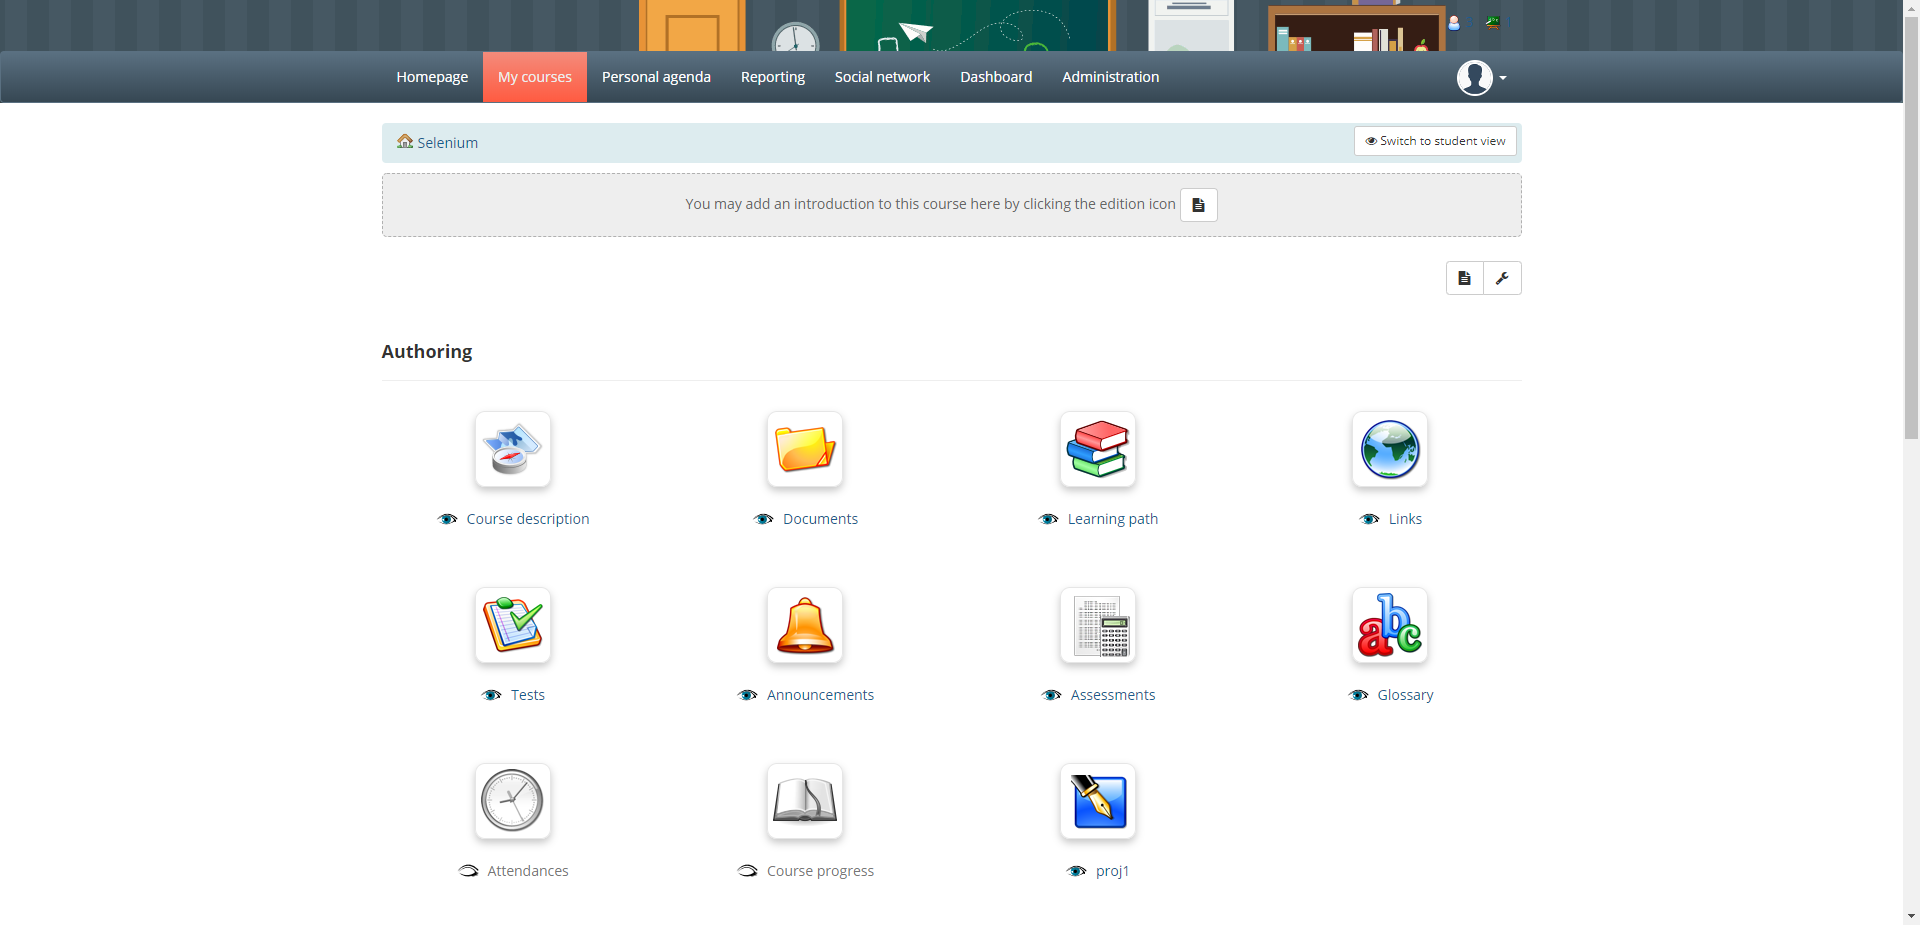 Homepage My courses Personal agenda Reporting Social network Dashboard Administration
Selenium Switch to student view
You may add an introduction to this course here by clicking the edition icon
Authoring
Course description Documents Learning path Links
Tests Announcements Assessments Glossary
Attendances Course progress proj1